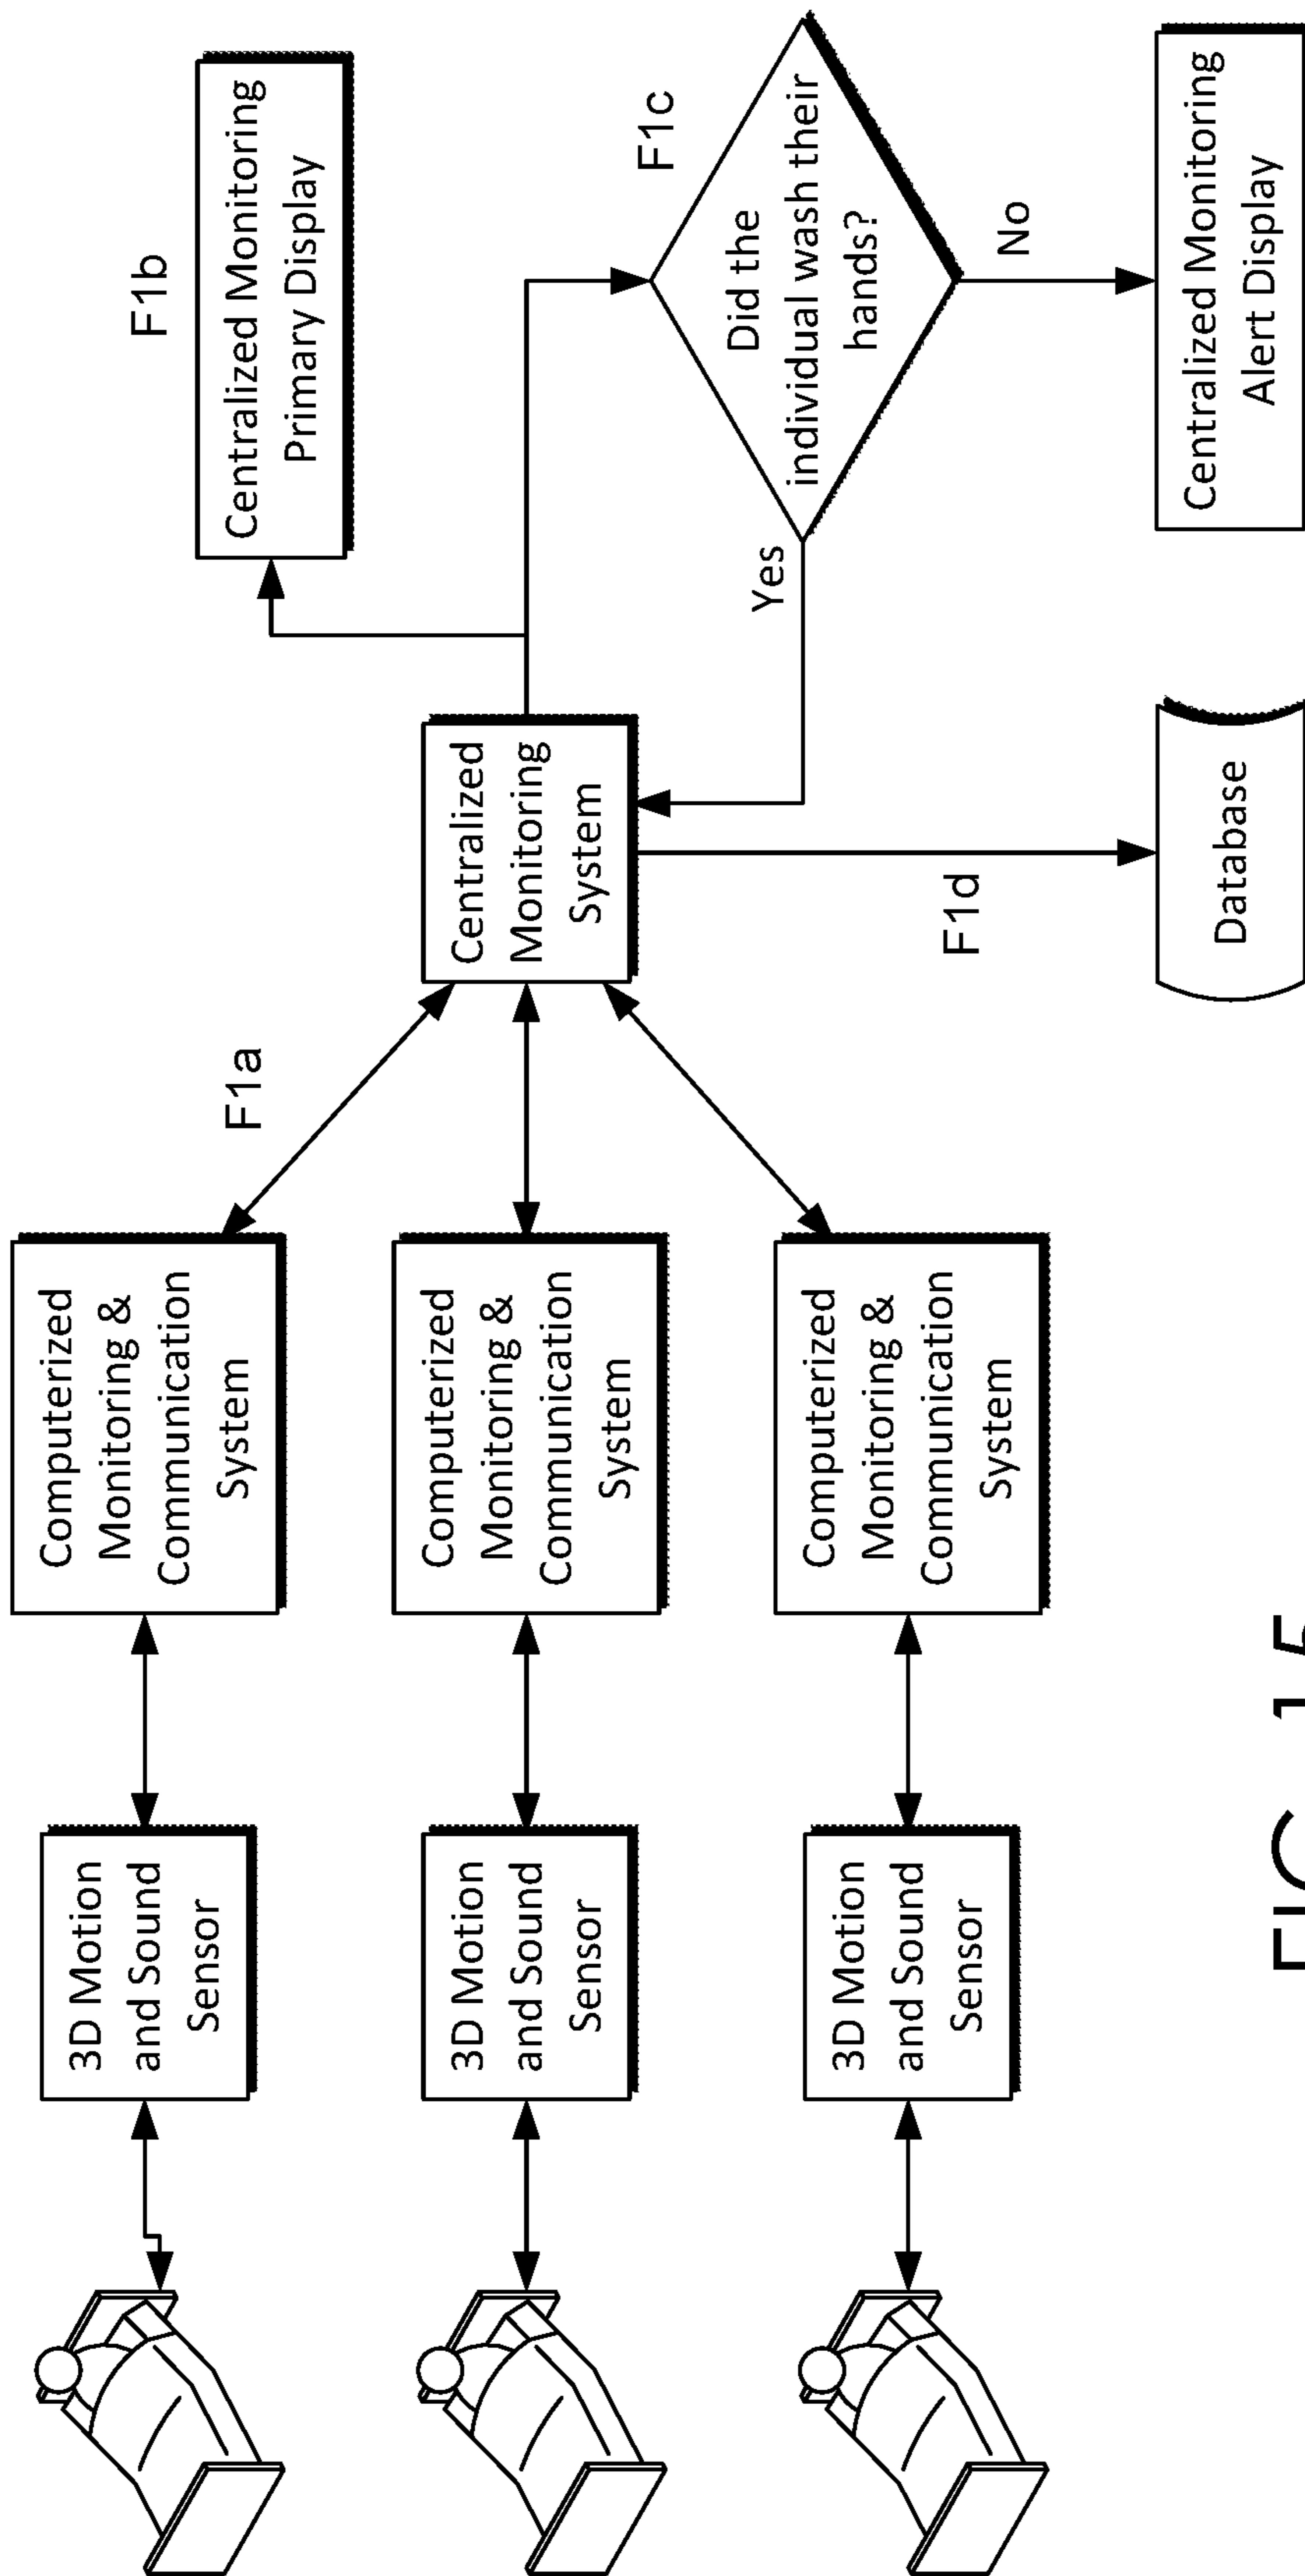 3D Motion
and Sound
Sensor
Computerized
Monitoring &
Communication
System
F1a
3D Motion
and Sound
Sensor
Computerized
Monitoring &
Communication
System
3D Motion
and Sound
Sensor
Computerized
Monitoring &
Communication
System
Centralized
Monitoring
System
F1b
Centralized Monitoring
Primary Display
F1c
Did the
individual wash their
hands?
Yes
No
F1d
Database
Centralized Monitoring
Alert Display
FIG. 15